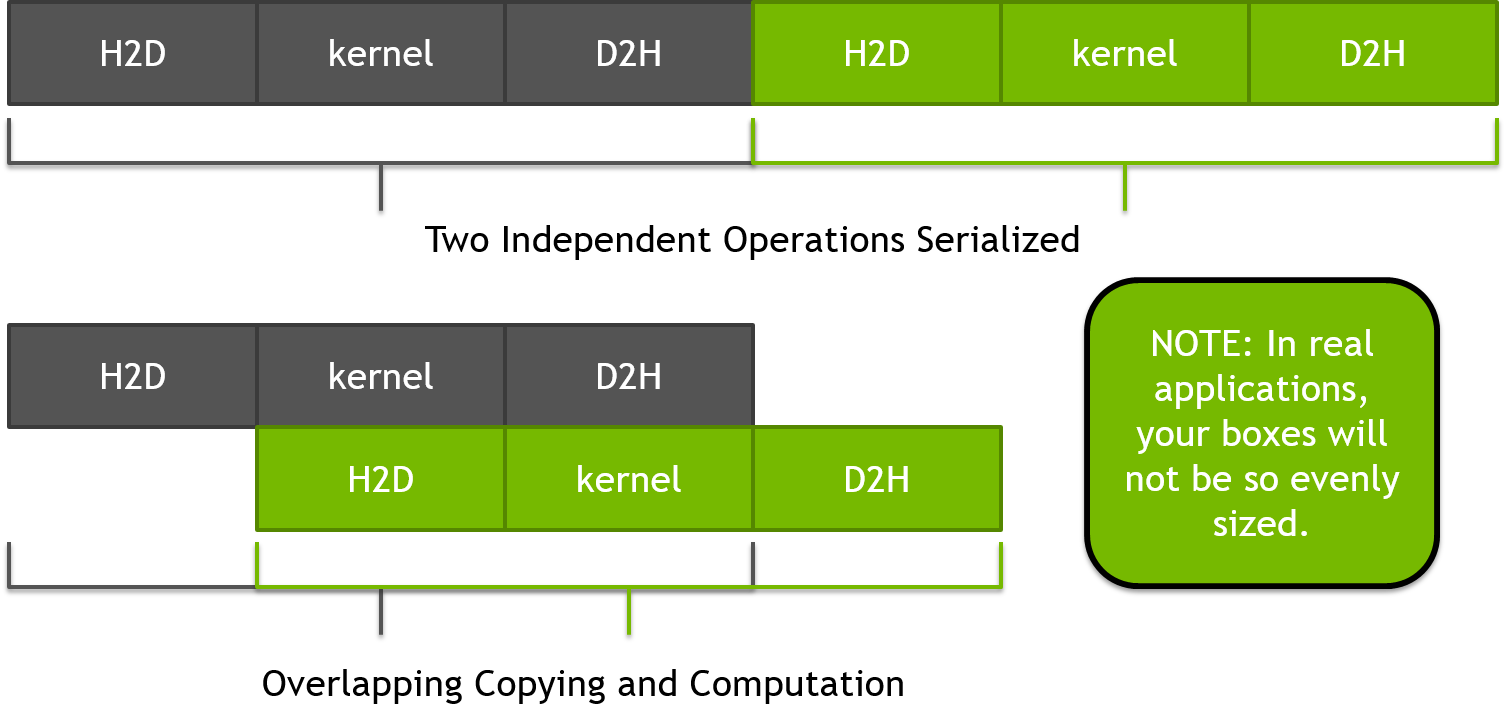 H2D kernel D2H H2D kernel D2H
Two Independent Operations Serialized
H2D kernel D2H
H2D kernel D2H
NOTE: In real
applications,
your boxes will
not be so evenly
sized.
Overlapping Copying and Computation